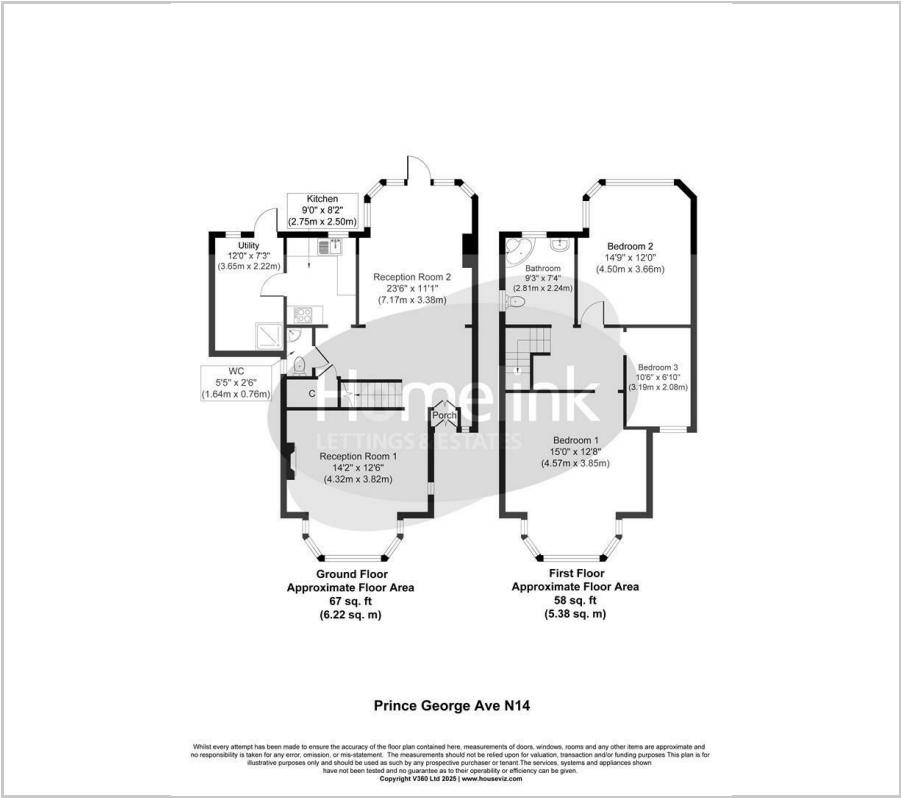 Kitchen
9'0" x 8'2"
(2.75m x 2.50m)
Utility
12'0" x 7'3"
(3.65m x 2.22m)
Reception Room 2
23'6" x 11'1"
(7.17m x 3.38m)
WC
5'5" x 2'6"
(1.64m x 0.76m)
C
Porch
Reception Room 1
14'2" x 12'6"
(4.32m x 3.82m)
Bathroom
9'3" x 7'4"
(2.81m x 2.24m)
Bedroom 2
14'9" x 12'0"
(4.50m x 3.66m)
Bedroom 3
10'6" x 6'10"
(3.19m x 2.08m)
Bedroom 1
15'0" x 12'8"
(4.57m x 3.85m)
Homelink
LETTINGS & ESTATES
Ground Floor
Approximate Floor Area
67 sq. ft
(6.22 sq. m)
First Floor
Approximate Floor Area
58 sq. ft
(5.38 sq. m)
Prince George Ave N14
Whilst every attempt has been made to ensure the accuracy of the floor plan contained here, measurements of doors, windows, rooms and any other items are approximate and
no responsibility is taken for any error, omission, or mis-statement. The measurements should not be relied upon for valuation, transaction and/or funding purposes This plan is for
illustrative purposes only and should be used as such by any prospective purchaser or tenant.The services, systems and appliances shown
have not been tested and no guarantee as to their operability or efficiency can be given.
Copyright V360 Ltd 2025 | www.houseviz.com